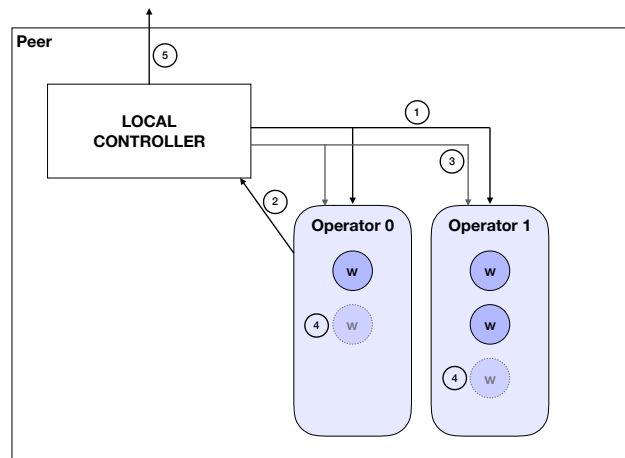 5
Peer
LOCAL
CONTROLLER
1
3
2
Operator 0
Operator 1
w
w
4
w
w
4
w